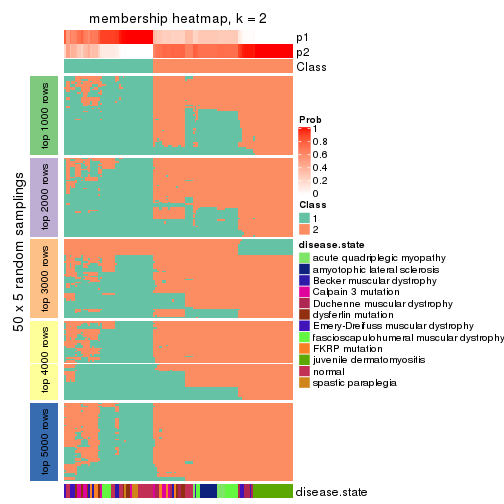 membership heatmap, k = 2
p1
p2
Class
50 x 5 random samplings
top 1000 rows
top 2000 rows
top 3000 rows
top 4000 rows
top 5000 rows
Prob
1
0.8
0.6
0.4
0.2
0
Class
1
2
disease.state
acute quadriplegic myopathy
amyotophic lateral sclerosis
Becker muscular dystrophy
Calpain 3 mutation
Duchenne muscular dystrophy
dysferlin mutation
Emery-Dreifuss muscular dystrophy
fascioscapulohumeral muscular dystrophy
FKRP mutation
juvenile dermatomyositis
normal
spastic paraplegia
disease.state